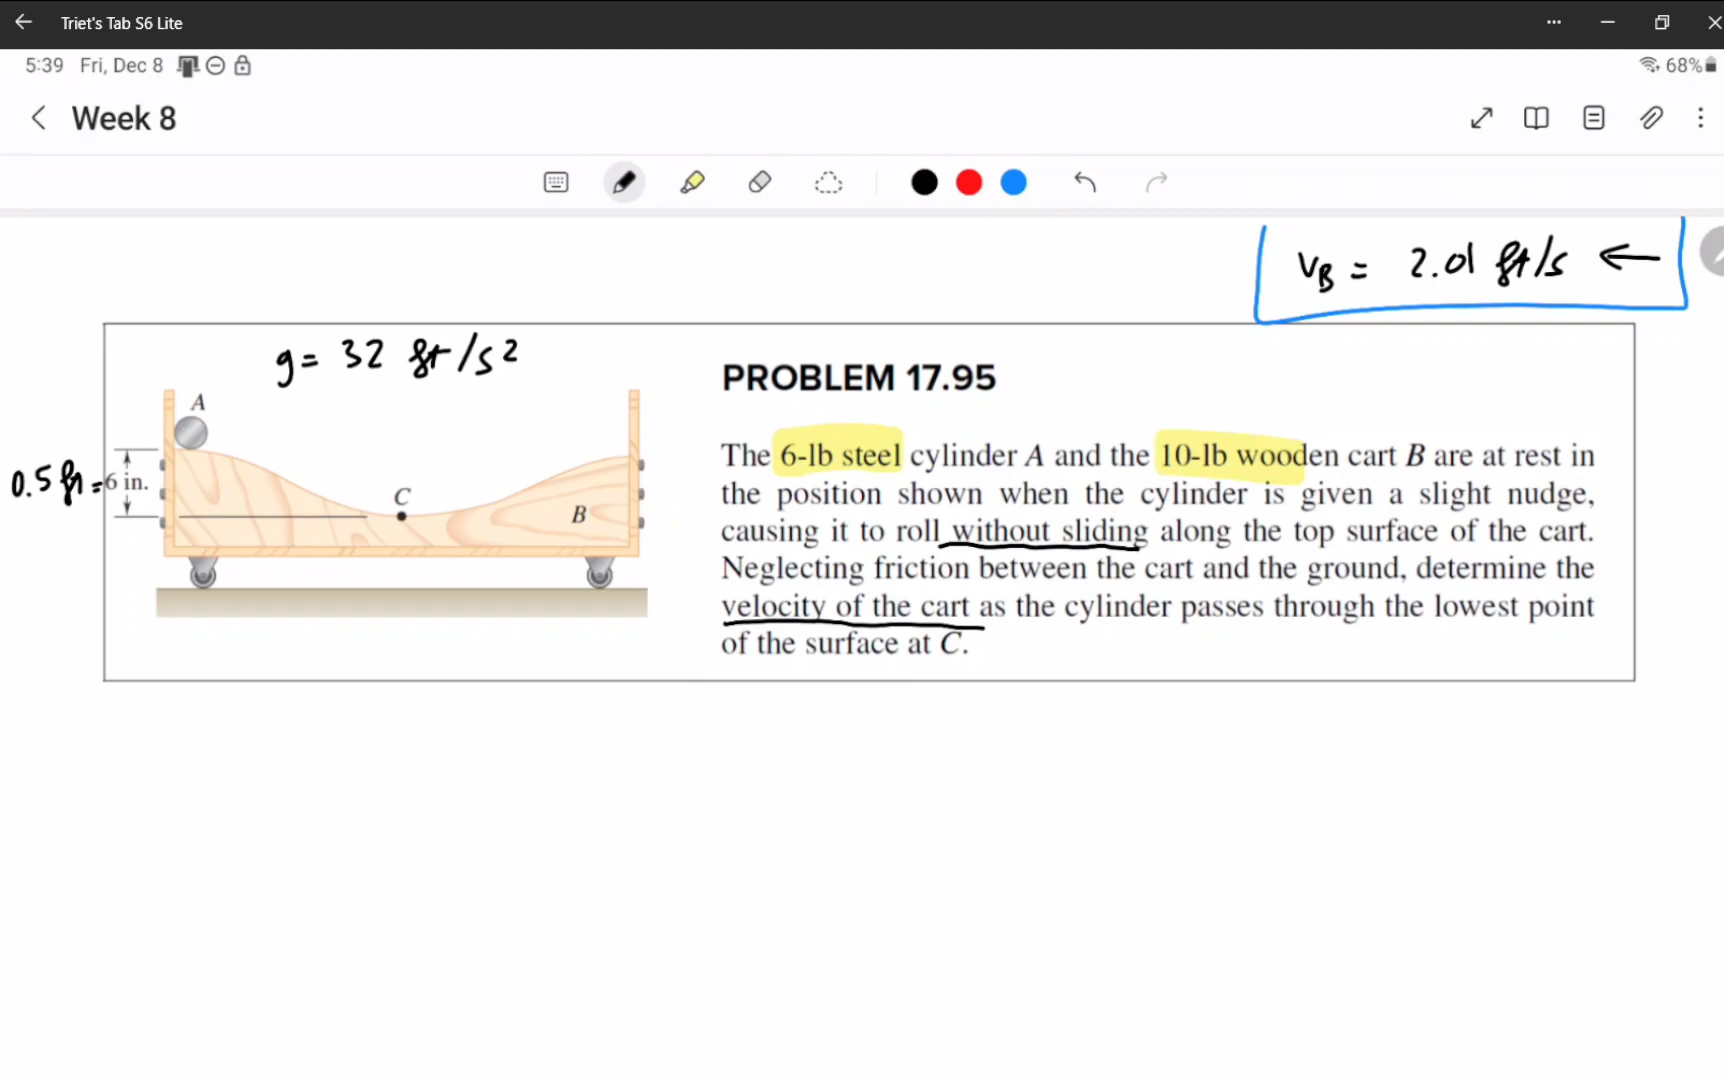 Triet's Tab S6 Lite
5:39 Fri, Dec 8
68%
Week 8
v_B = 2.01 ft/s ←
g = 32 ft/s²
PROBLEM 17.95
A
0.5 ft = 6 in.
C
B
The 6-lb steel cylinder A and the 10-lb wooden cart B are at rest in
the position shown when the cylinder is given a slight nudge,
causing it to roll without sliding along the top surface of the cart.
Neglecting friction between the cart and the ground, determine the
velocity of the cart as the cylinder passes through the lowest point
of the surface at C.